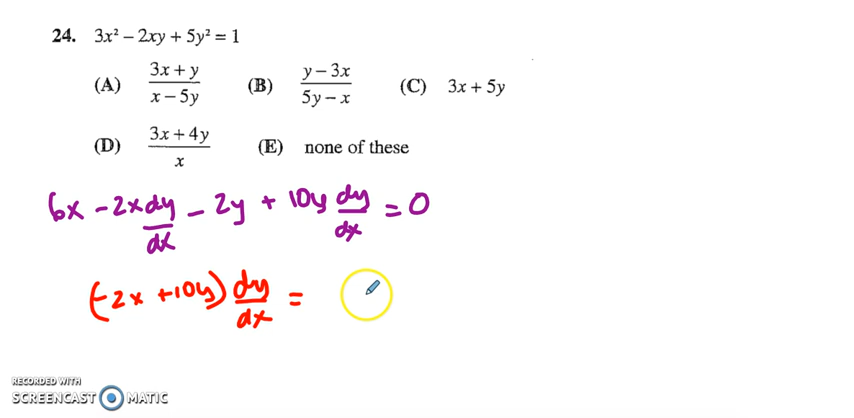 24. 3x² – 2xy + 5y² = 1
(A) (3x + y)/(x – 5y) (B) (y – 3x)/(5y – x) (C) 3x + 5y
(D) (3x + 4y)/x (E) none of these
6x – 2x dy/dx – 2y + 10y dy/dx = 0
(-2x + 10y) dy/dx =
RECORDED WITH
SCREENCAST MATIC